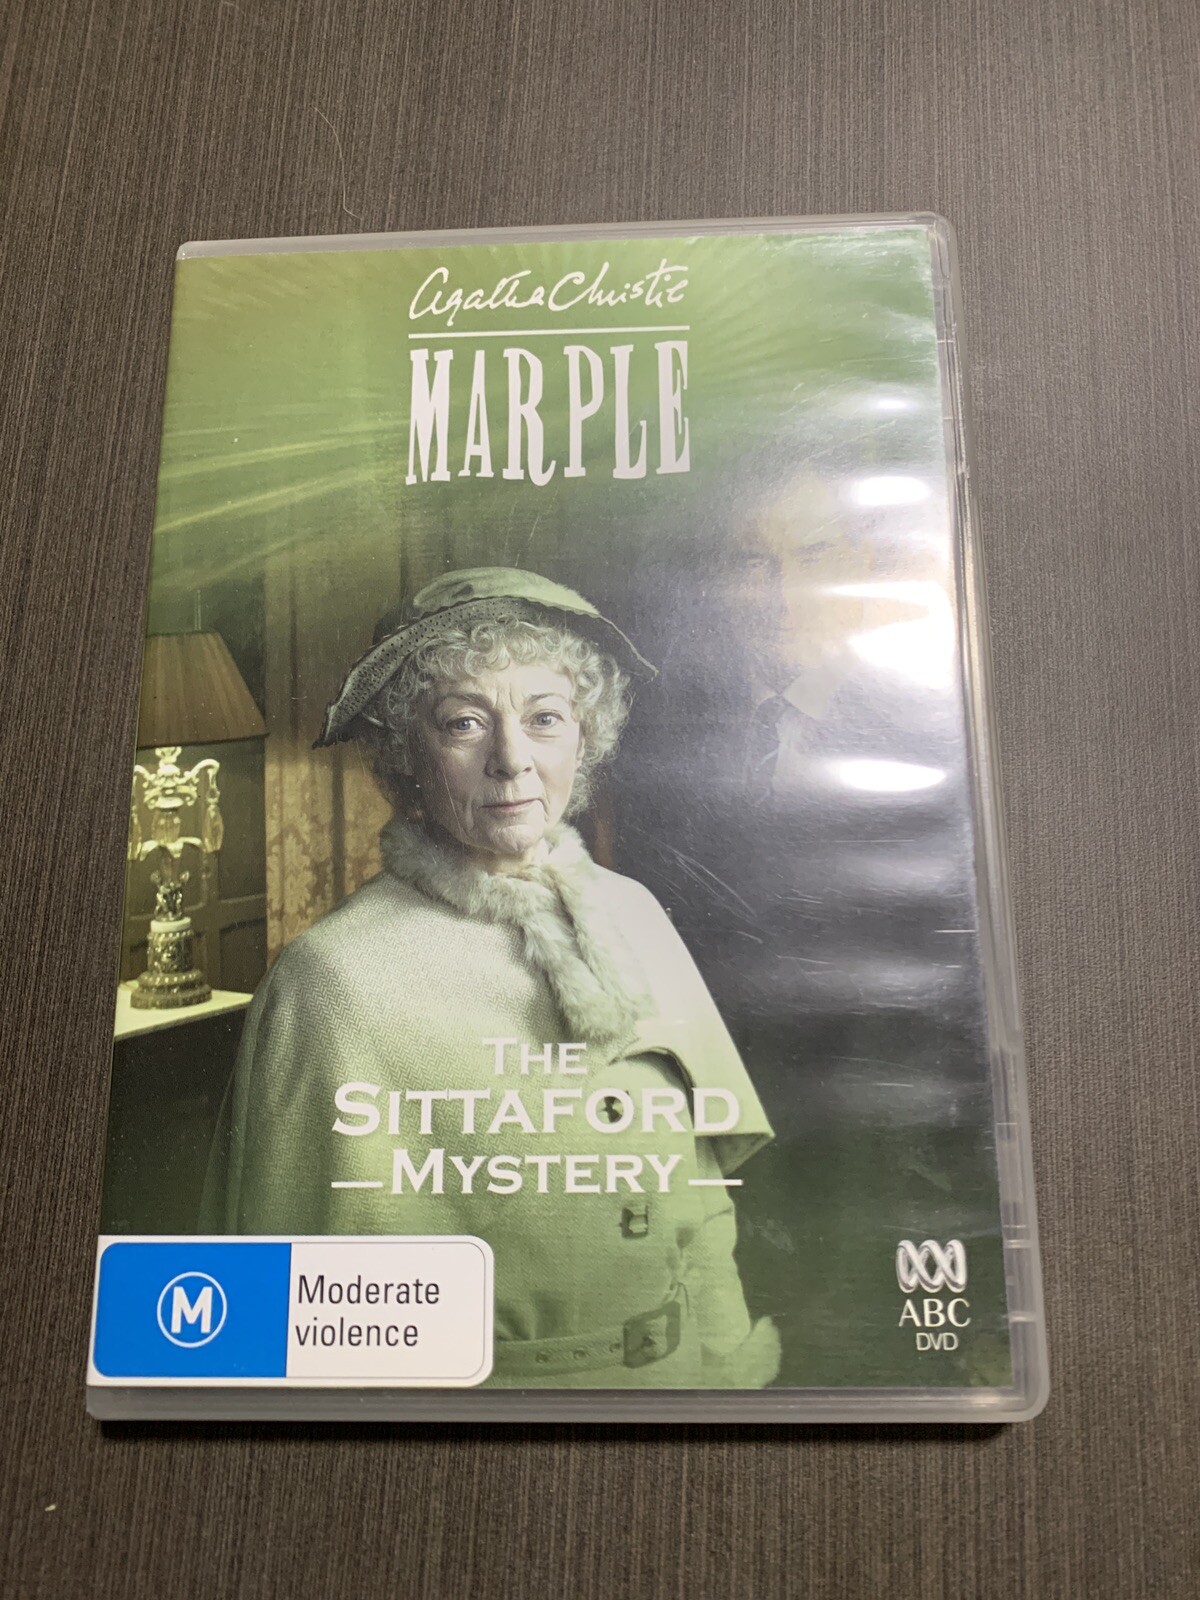 Agatha Christie
MARPLE
THE
SITTAFORD
MYSTERY
M
Moderate
violence
ABC
DVD